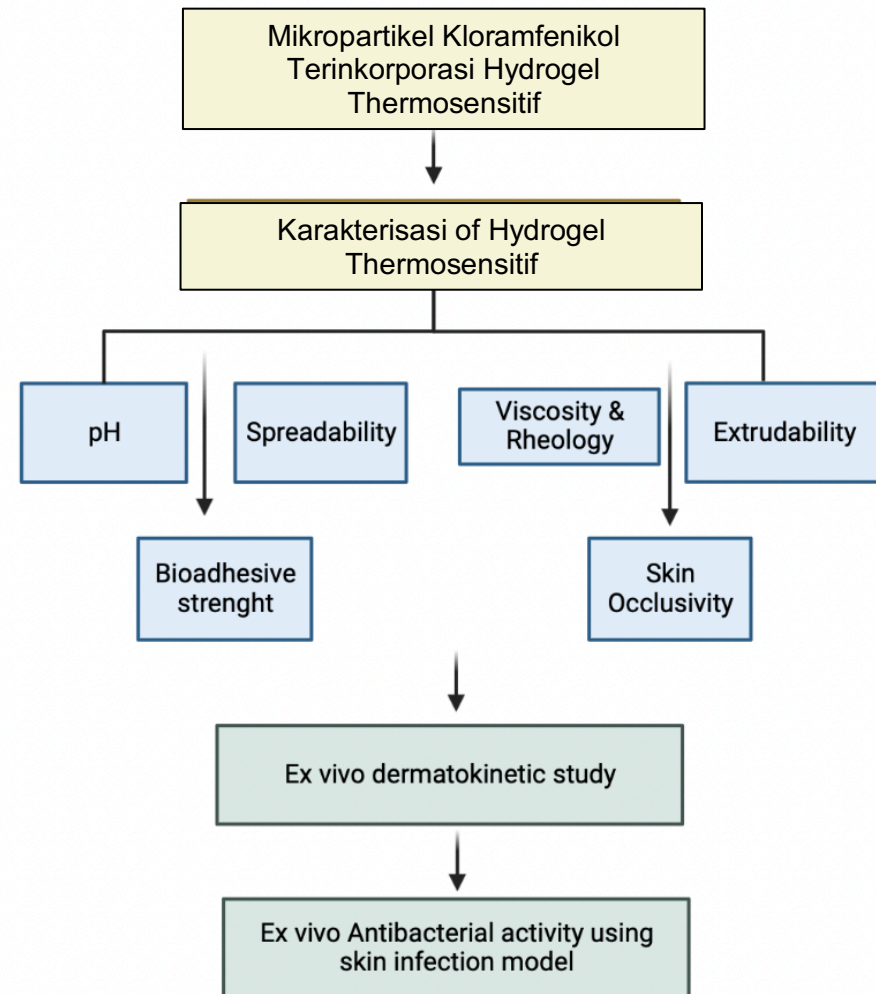 Mikropartikel Kloramfenikol
Terinkorporasi Hydrogel
Thermosensitif
Karakterisasi of Hydrogel
Thermosensitif
pH
Spreadability
Viscosity &
Rheology
Extrudability
Bioadhesive
strenght
Skin
Occlusivity
Ex vivo dermatokinetic study
Ex vivo Antibacterial activity using
skin infection model